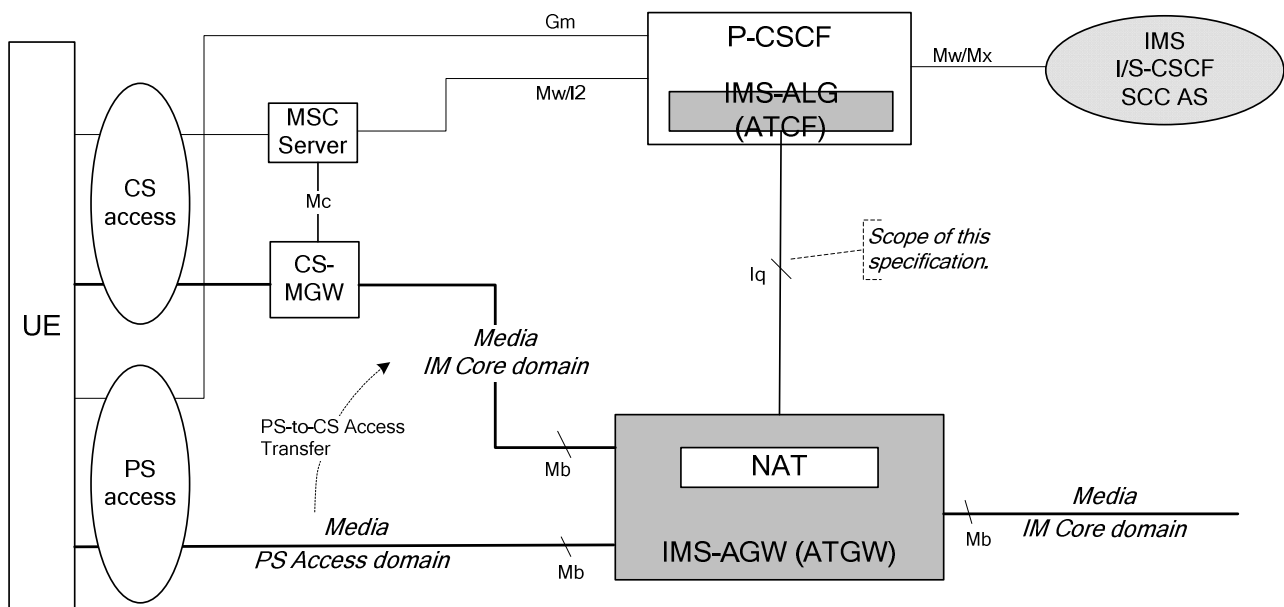 Gm
P-CSCF
IMS-ALG
(ATCF)
Mw/Mx
IMS
I/S-CSCF
SCC AS
Mw/I2
MSC
Server
CS
access
Mc
CS-
MGW
Scope of this
specification.
Iq
UE
Media
IM Core domain
PS-to-CS Access
Transfer
PS
access
Mb
NAT
Media
IM Core domain
Mb
Media
PS Access domain
Mb
IMS-AGW (ATGW)